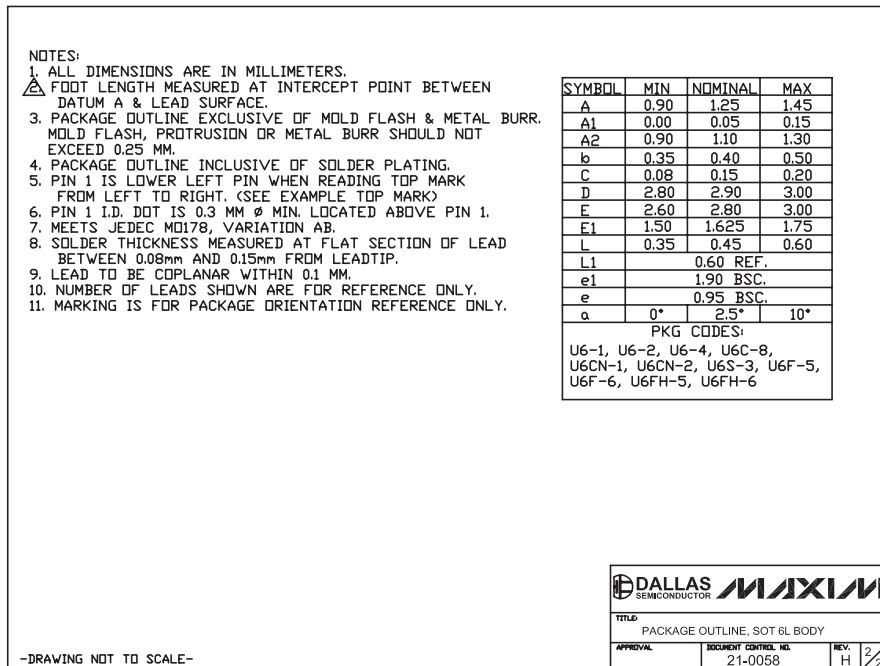 NOTES:
1. ALL DIMENSIONS ARE IN MILLIMETERS.
2 FOOT LENGTH MEASURED AT INTERCEPT POINT BETWEEN
DATUM A & LEAD SURFACE.
3. PACKAGE OUTLINE EXCLUSIVE OF MOLD FLASH & METAL BURR.
MOLD FLASH, PROTRUSION OR METAL BURR SHOULD NOT
EXCEED 0.25 MM.
4. PACKAGE OUTLINE INCLUSIVE OF SOLDER PLATING.
5. PIN 1 IS LOWER LEFT PIN WHEN READING TOP MARK
FROM LEFT TO RIGHT. (SEE EXAMPLE TOP MARK)
6. PIN 1 I.D. DOT IS 0.3 MM ø MIN. LOCATED ABOVE PIN 1.
7. MEETS JEDEC MO178, VARIATION AB.
8. SOLDER THICKNESS MEASURED AT FLAT SECTION OF LEAD
BETWEEN 0.08mm AND 0.15mm FROM LEADTIP.
9. LEAD TO BE COPLANAR WITHIN 0.1 MM.
10. NUMBER OF LEADS SHOWN ARE FOR REFERENCE ONLY.
11. MARKING IS FOR PACKAGE ORIENTATION REFERENCE ONLY.
SYMBOL MIN NOMINAL MAX
A 0.90 1.25 1.45
A1 0.00 0.05 0.15
A2 0.90 1.10 1.30
b 0.35 0.40 0.50
C 0.08 0.15 0.20
D 2.80 2.90 3.00
E 2.60 2.80 3.00
E1 1.50 1.625 1.75
L 0.35 0.45 0.60
L1 0.60 REF.
e1 1.90 BSC.
e 0.95 BSC.
α 0° 2.5° 10°
PKG CODES:
U6-1, U6-2, U6-4, U6C-8,
U6CN-1, U6CN-2, U6S-3, U6F-5,
U6F-6, U6FH-5, U6FH-6
DALLAS
SEMICONDUCTOR
TITLE:
PACKAGE OUTLINE, SOT 6L BODY
APPROVAL DOCUMENT CONTROL NO. REV.
21-0058 H
-DRAWING NOT TO SCALE-